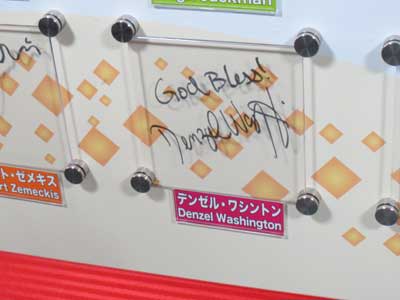 God Bless!
Denzel Washington
デンゼル・ワシントン
Denzel Washington
ト・ゼメキス
rt Zemeckis
ckman